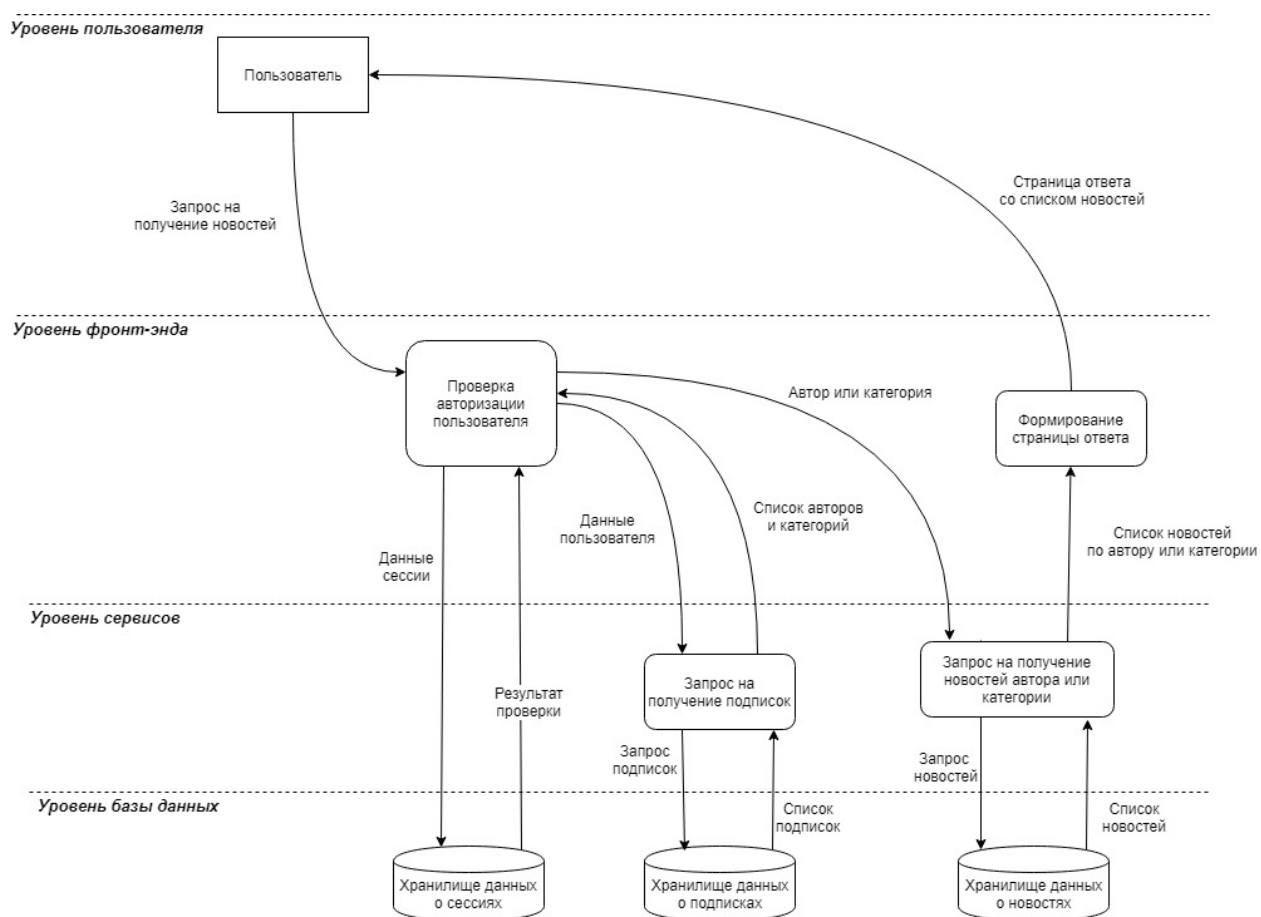 Уровень пользователя
Пользователь
Запрос на
получение новостей
Страница ответа
со списком новостей
Уровень фронт-энда
Проверка
авторизации
пользователя
Автор или категория
Формирование
страницы ответа
Данные
сессии
Данные
пользователя
Список авторов
и категорий
Список новостей
по автору или категории
Уровень сервисов
Результат
проверки
Запрос на
получение подписок
Запрос на получение
новостей автора или
категории
Запрос
подписок
Запрос
новостей
Уровень базы данных
Список
подписок
Список
новостей
Хранилище данных
о сессиях
Хранилище данных
о подписках
Хранилище данных
о новостях